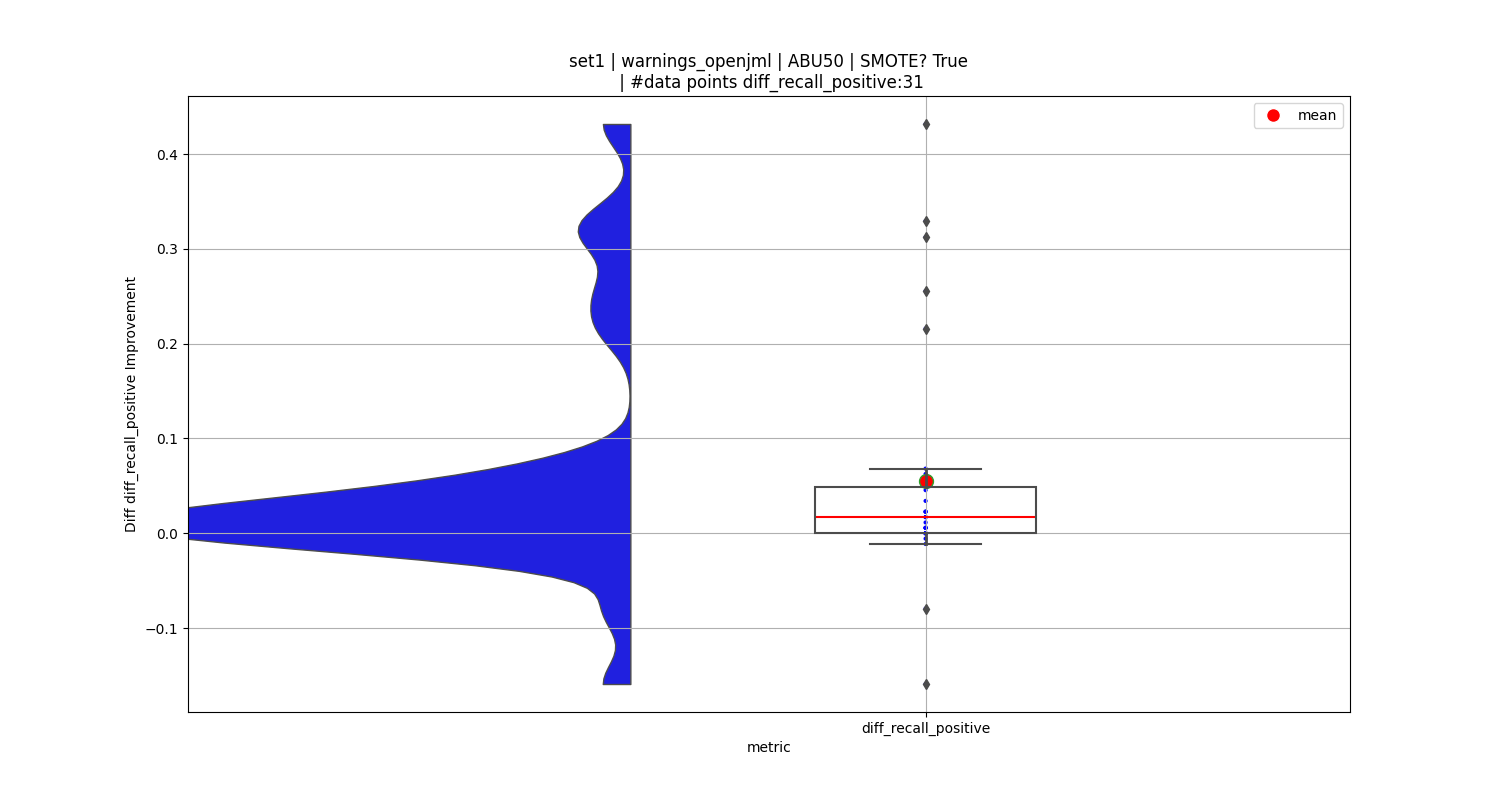 set1 | warnings_openjml | ABU50 | SMOTE? True
| #data points diff_recall_positive:31
mean
0.4
0.3
0.2
0.1
0.0
−0.1
Diff diff_recall_positive Improvement
diff_recall_positive
metric